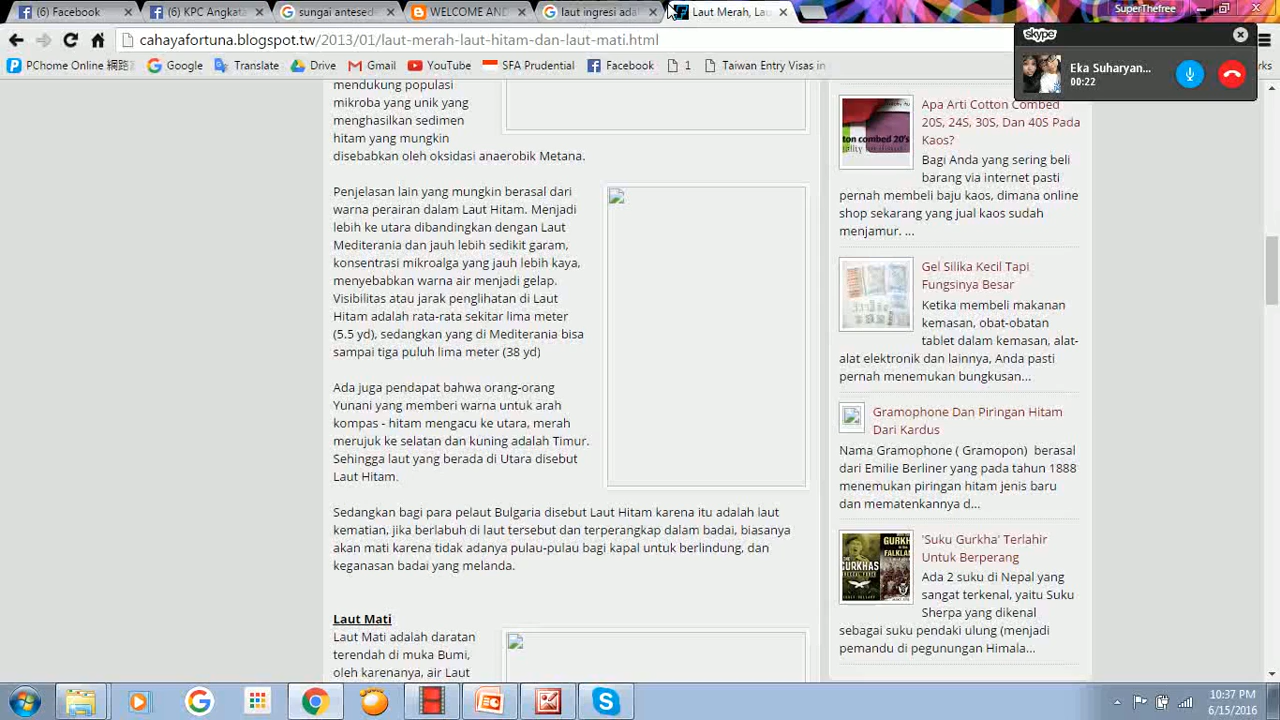 (6) Facebook
(6) KPC Angkat
sungai antesed
WELCOME AND
laut ingresi ada
Laut Merah, La
SuperThefree
cahayafortuna.blogspot.tw/2013/01/laut-merah-laut-hitam-dan-laut-mati.html
PChome Online
Google
Translate
Drive
Gmail
YouTube
SFA Prudential
Facebook
1
Taiwan Entry Visas in
rks
skype
Eka Suharyan...
00:22
mendukung populasi
mikroba yang unik yang
menghasilkan sedimen
hitam yang mungkin
disebabkan oleh oksidasi anaerobik Metana.
Penjelasan lain yang mungkin berasal dari
warna perairan dalam Laut Hitam. Menjadi
lebih ke utara dibandingkan dengan Laut
Mediterania dan jauh lebih sedikit garam,
konsentrasi mikroalga yang jauh lebih kaya,
menyebabkan warna air menjadi gelap.
Visibilitas atau jarak penglihatan di Laut
Hitam adalah rata-rata sekitar lima meter
(5.5 yd), sedangkan yang di Mediterania bisa
sampai tiga puluh lima meter (38 yd)
Ada juga pendapat bahwa orang-orang
Yunani yang memberi warna untuk arah
kompas - hitam mengacu ke utara, merah
merujuk ke selatan dan kuning adalah Timur.
Sehingga laut yang berada di Utara disebut
Laut Hitam.
Sedangkan bagi para pelaut Bulgaria disebut Laut Hitam karena itu adalah laut
kematian, jika berlabuh di laut tersebut dan terperangkap dalam badai, biasanya
akan mati karena tidak adanya pulau-pulau bagi kapal untuk berlindung, dan
keganasan badai yang melanda.
Laut Mati
Laut Mati adalah daratan
terendah di muka Bumi,
oleh karenanya, air Laut
Apa Arti Cotton Combed
20S, 24S, 30S, Dan 40S Pada
Kaos?
Bagi Anda yang sering beli
barang via internet pasti
pernah membeli baju kaos, dimana online
shop sekarang yang jual kaos sudah
menjamur. ...
Gel Silika Kecil Tapi
Fungsinya Besar
Ketika membeli makanan
kemasan, obat-obatan
tablet dalam kemasan, alat-
alat elektronik dan lainnya, Anda pasti
pernah menemukan bungkusan...
Gramophone Dan Piringan Hitam
Dari Kardus
Nama Gramophone ( Gramopon)  berasal
dari Emilie Berliner yang pada tahun 1888
menemukan piringan hitam jenis baru
dan mematenkannya d...
'Suku Gurkha' Terlahir
Untuk Berperang
Ada 2 suku di Nepal yang
sangat terkenal, yaitu Suku
Sherpa yang dikenal
sebagai suku pendaki ulung (menjadi
pemandu di pegunungan Himala...
10:37 PM
6/15/2016